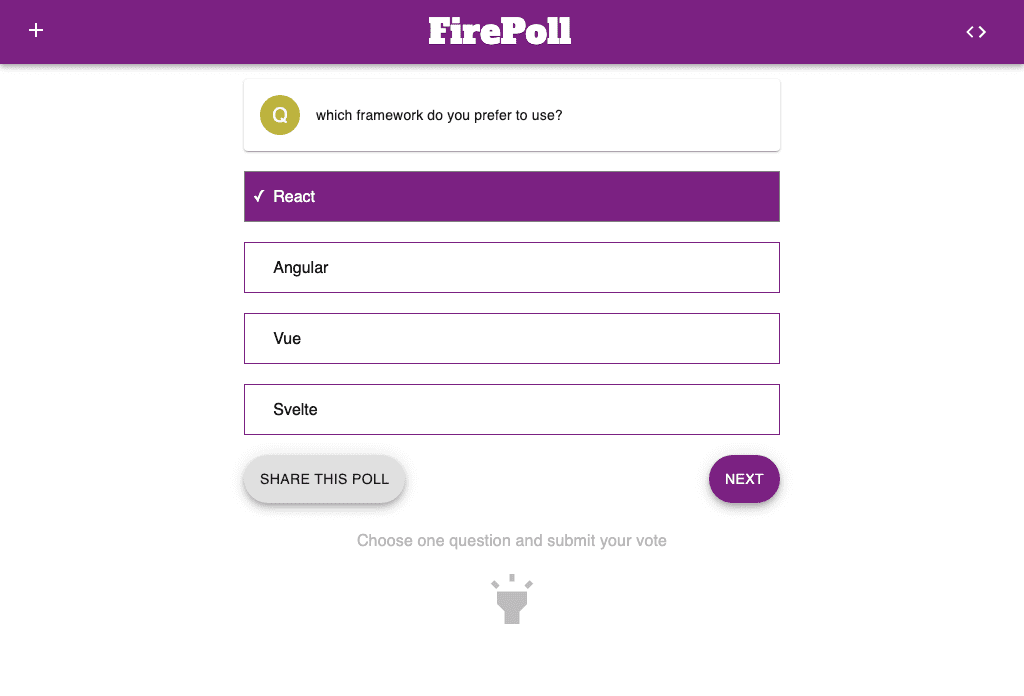 FirePoll
Q
which framework do you prefer to use?
✓ React
Angular
Vue
Svelte
SHARE THIS POLL
NEXT
Choose one question and submit your vote